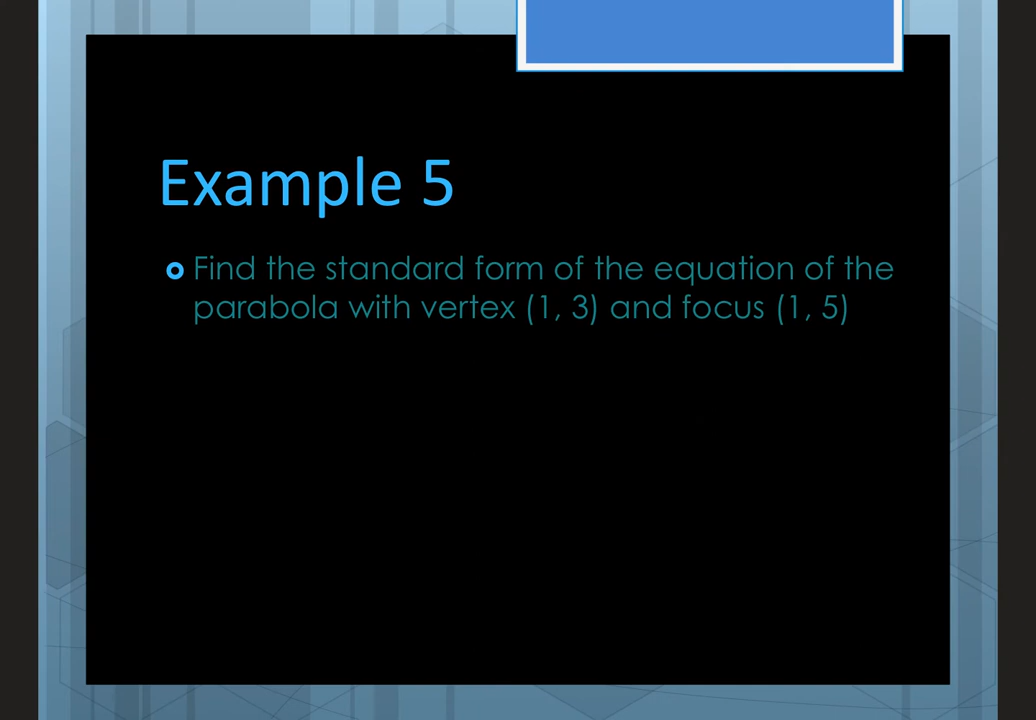 Example 5
Find the standard form of the equation of the
parabola with vertex (1, 3) and focus (1, 5)